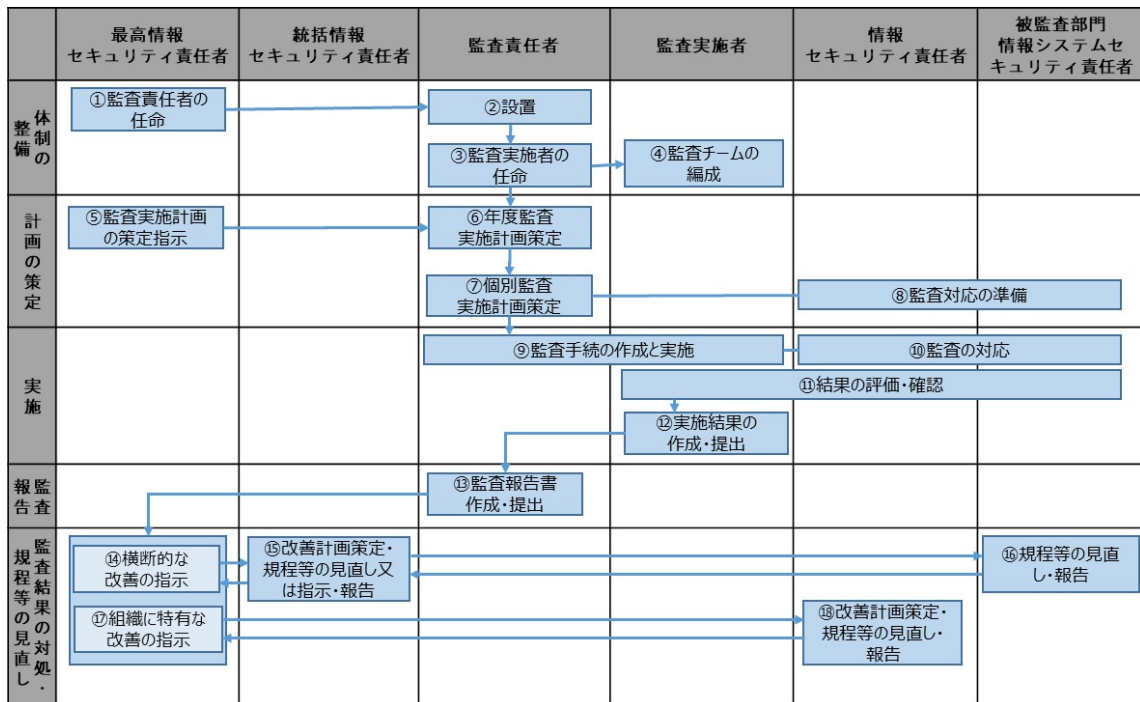 最高情報
セキュリティ責任者
統括情報
セキュリティ責任者
監査責任者
監査実施者
情報
セキュリティ責任者
被監査部門
情報システムセ
キュリティ責任者
体制の
整備
①監査責任者の
任命
②設置
③監査実施者の
任命
④監査チームの
編成
計画の策定
⑤監査実施計画
の策定指示
⑥年度監査
実施計画策定
⑦個別監査
実施計画策定
⑧監査対応の準備
実施
⑨監査手続の作成と実施
⑩監査の対応
⑪結果の評価・確認
⑫実施結果の
作成・提出
監査
報告
⑬監査報告書
作成・提出
監査結果の対処・
規程等の見直し
⑭横断的な
改善の指示
⑮改善計画策定・
規程等の見直し又
は指示・報告
⑯規程等の見直
し・報告
⑰組織に特有な
改善の指示
⑱改善計画策定・
規程等の見直し・
報告